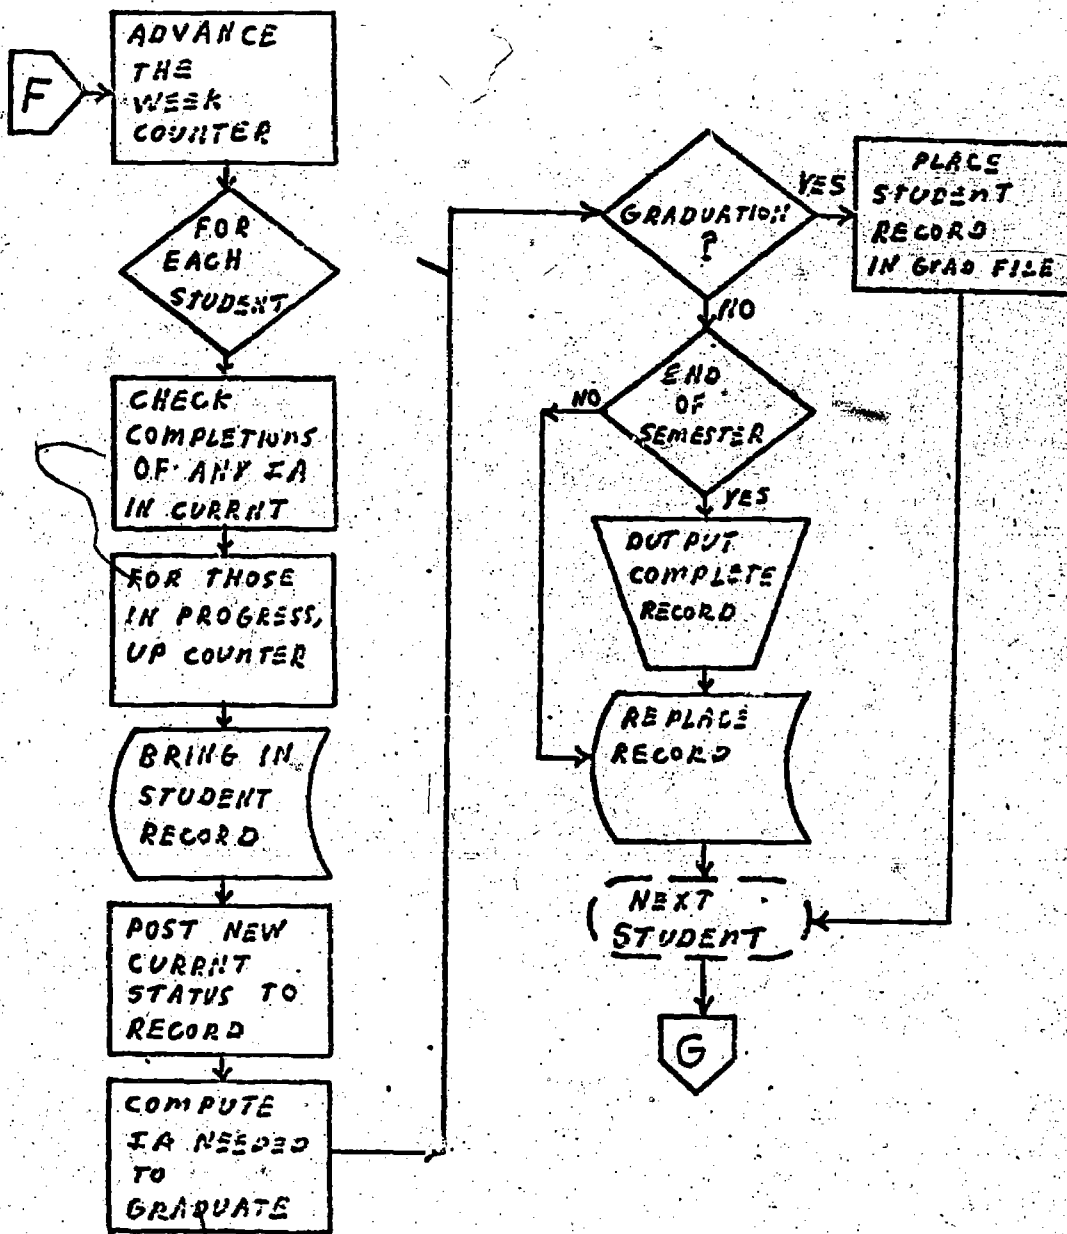 F
ADVANCE
THE
WEEK
COUNTER
FOR
EACH
STUDENT
CHECK
COMPLETIONS
OF ANY IA
IN CURRNT
FOR THOSE
IN PROGRESS,
UP COUNTER
BRING IN
STUDENT
RECORD
POST NEW
CURRNT
STATUS TO
RECORD
COMPUTE
IA NEEDED
TO
GRADUATE
GRADUATION
?
YES
PLACE
STUDENT
RECORD
IN GRAD FILE
NO
END
OF
SEMESTER
NO
YES
OUTPUT
COMPLETE
RECORD
REPLACE
RECORD
NEXT
STUDENT
G